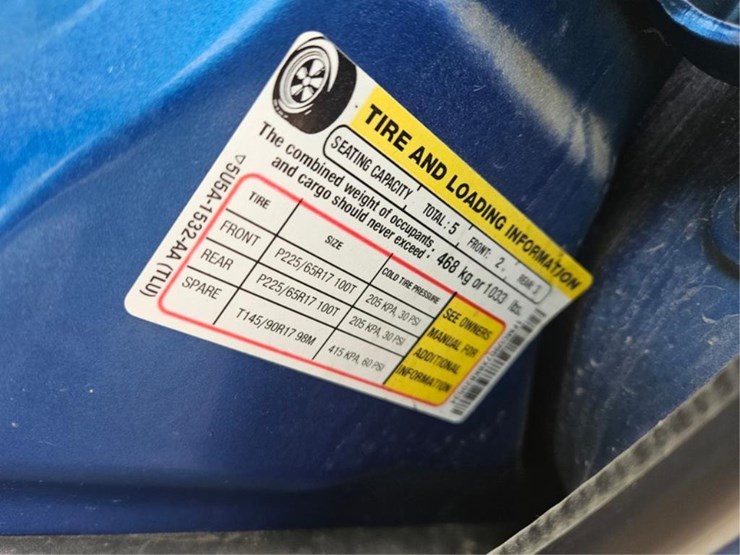 TIRE AND LOADING INFORMATION
SEATING CAPACITY TOTAL: 5 FRONT: 2 REAR 3
The combined weight of occupants
and cargo should never exceed: 468 kg or 1033 lbs.
TIRE SIZE COLD TIRE PRESSURE
FRONT P225/65R17 100T 205 KPA, 30 PSI
REAR P225/65R17 100T 205 KPA, 30 PSI
SPARE T145/90R17 98M 415 KPA, 60 PSI
SEE OWNERS
MANUAL FOR
ADDITIONAL
INFORMATION
5U5A-1532-AA (TLU)